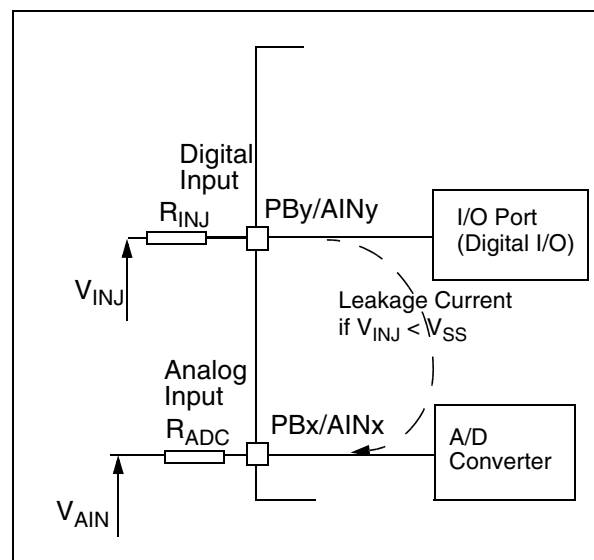 Digital
Input
R_INJ
PBy/AINy
I/O Port
(Digital I/O)
V_INJ
Leakage Current
if V_INJ < V_SS
Analog
Input
R_ADC
PBx/AINx
A/D
Converter
V_AIN